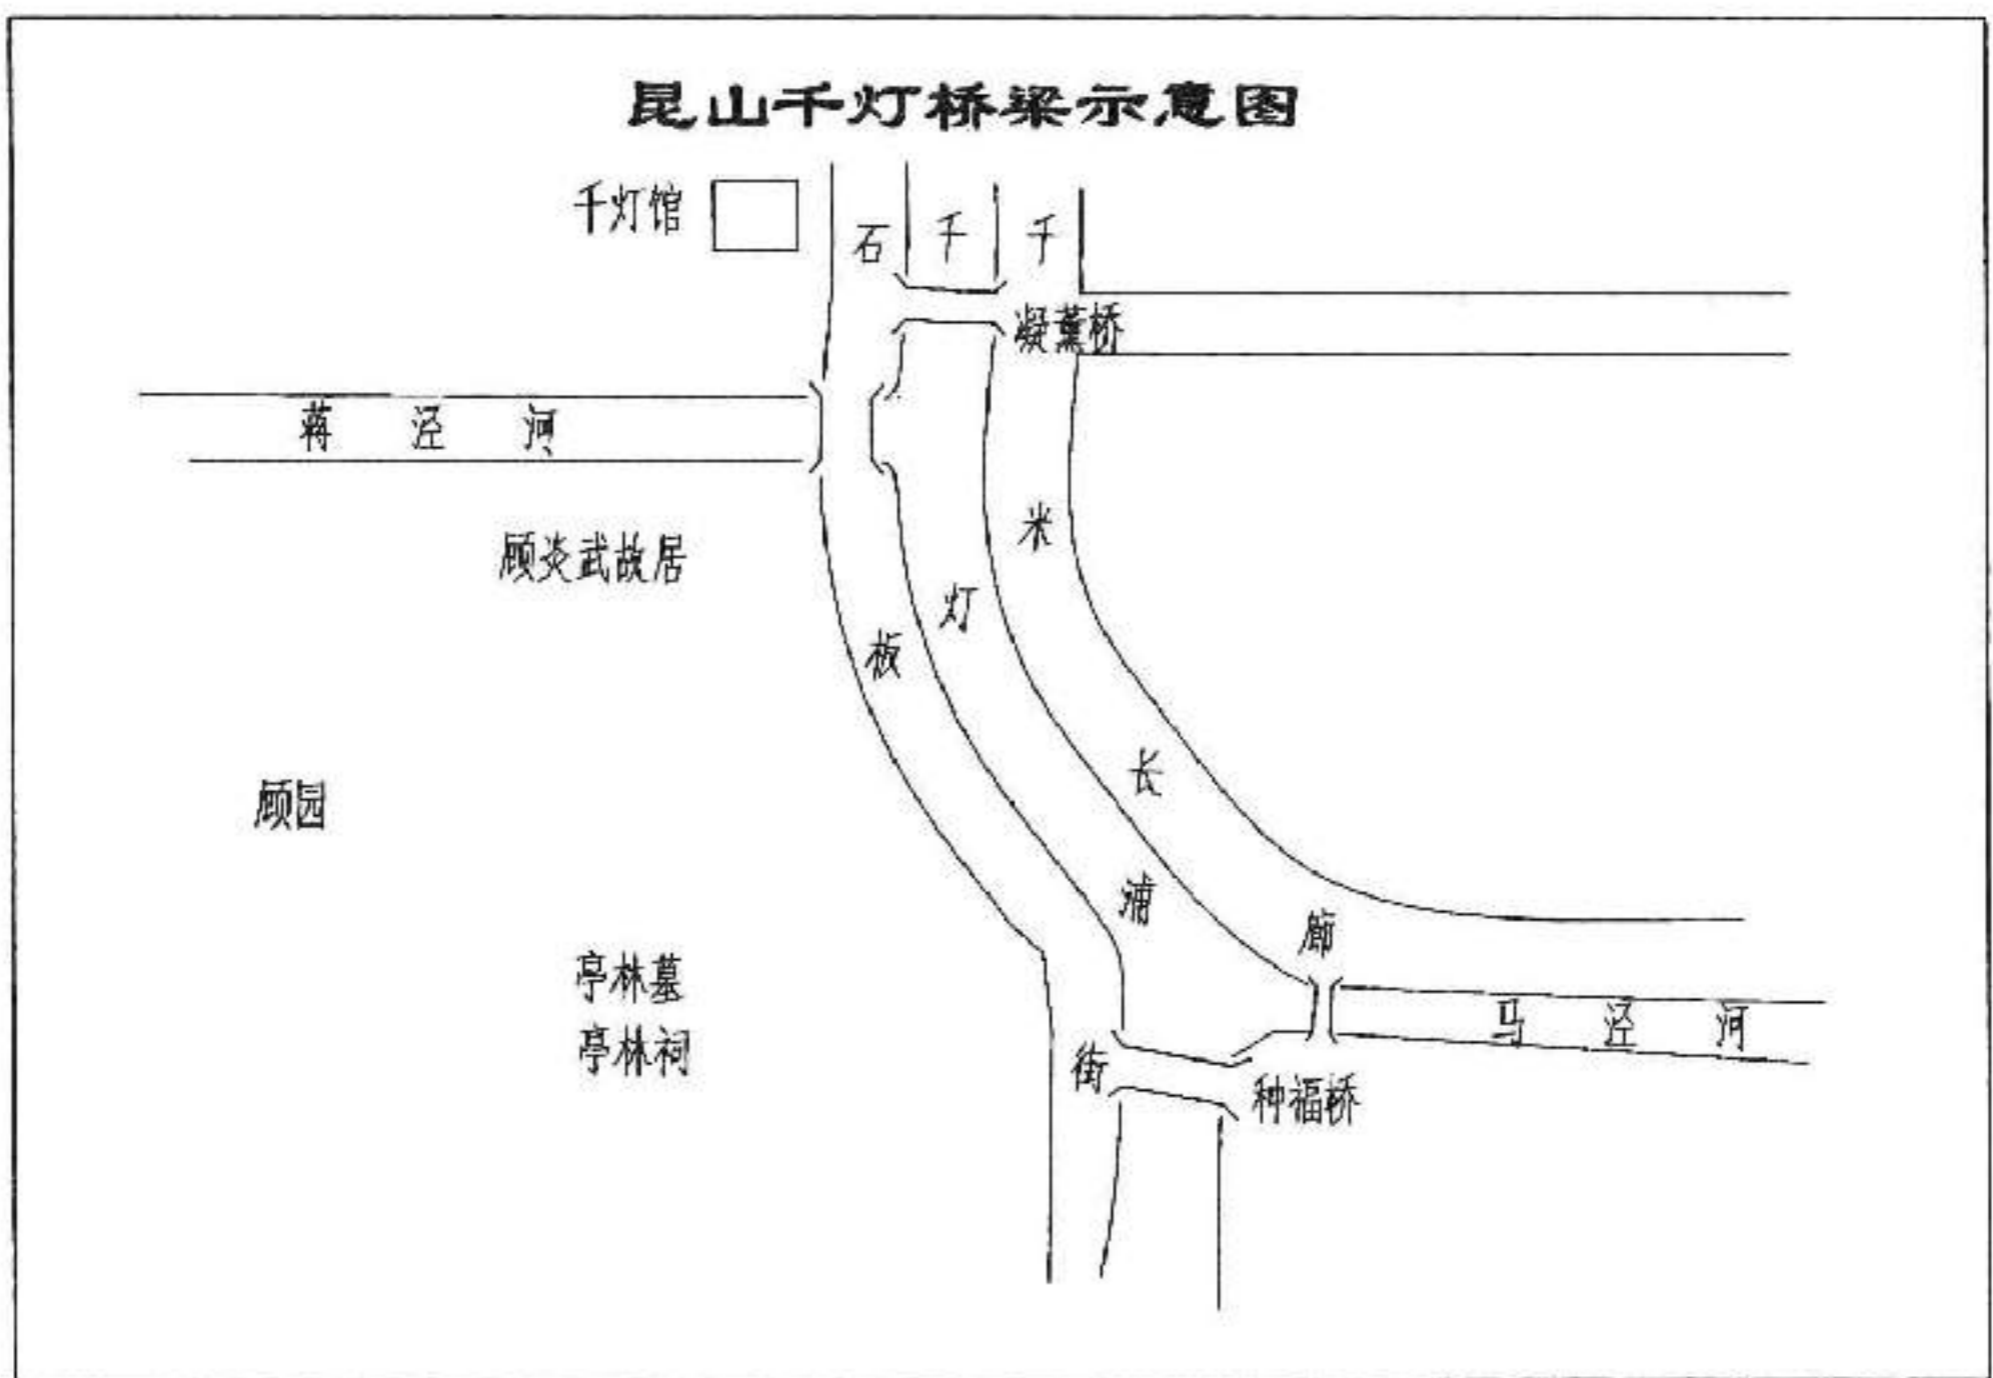 昆山千灯桥梁示意图
千灯馆
石板街
千灯浦
千米长廊
凝薰桥
蒋泾河
顾炎武故居
顾园
亭林墓
亭林祠
马泾河
种福桥